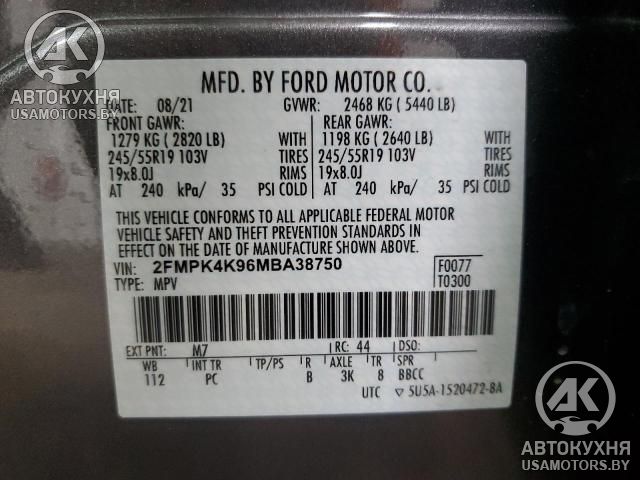 АВТОКУХНЯ
USAMOTORS.BY
MFD. BY FORD MOTOR CO.
DATE: 08/21 GVWR: 2468 KG ( 5440 LB)
FRONT GAWR: REAR GAWR:
1279 KG ( 2820 LB) WITH 1198 KG ( 2640 LB) WITH
245/55R19 103V TIRES 245/55R19 103V TIRES
19x8.0J RIMS 19x8.0J RIMS
AT 240 kPa/ 35 PSI COLD AT 240 kPa/ 35 PSI COLD
THIS VEHICLE CONFORMS TO ALL APPLICABLE FEDERAL MOTOR
VEHICLE SAFETY AND THEFT PREVENTION STANDARDS IN
EFFECT ON THE DATE OF MANUFACTURE SHOWN ABOVE.
VIN: 2FMPK4K96MBA38750 F0077
TYPE: MPV T0300
EXT PNT: M7 RC: 44 DSO:
WB INT TR TP/PS R AXLE TR SPR
112 PC B 3K 8 BBCC
UTC ▽ 5U5A-1520472-8A
АВТОКУХНЯ
USAMOTORS.BY